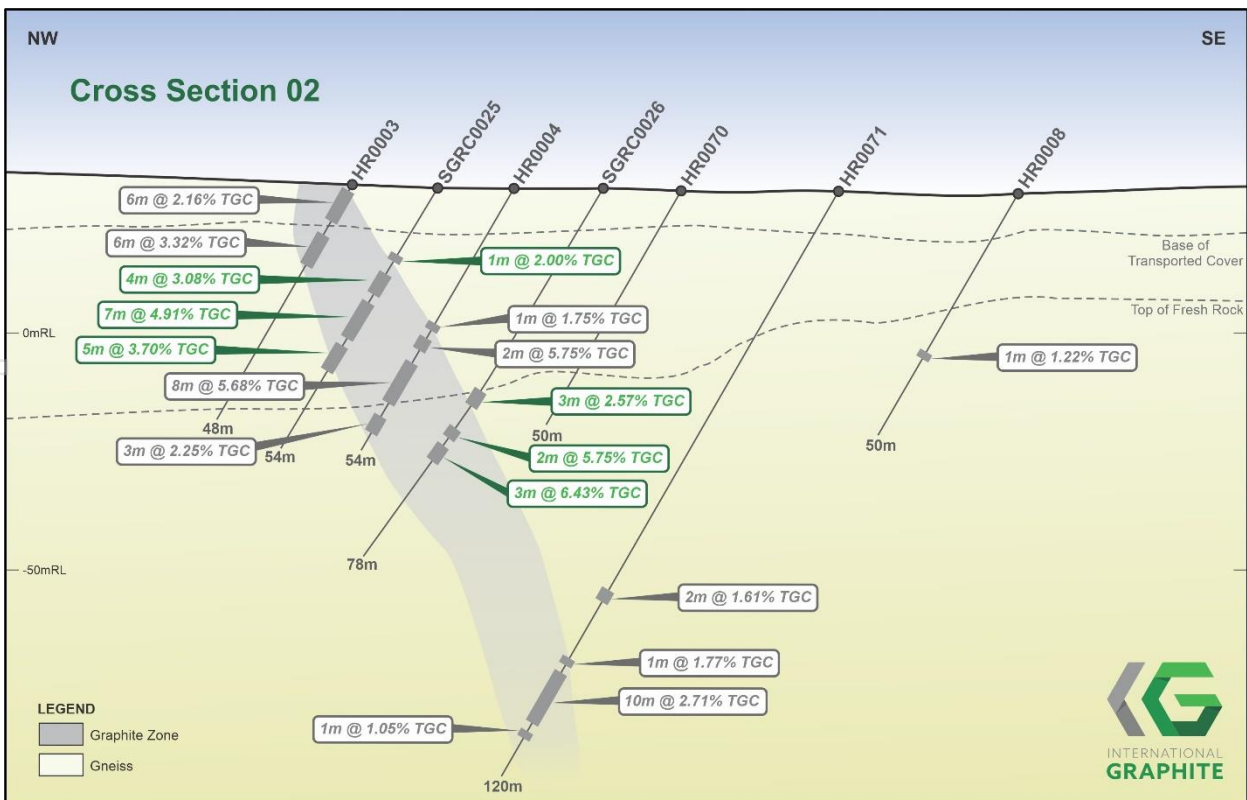 NW
SE
Cross Section 02
HR0003
SGRC0025
HR0004
SGRC0026
HR0070
HR0071
HR0008
6m @ 2.16% TGC
6m @ 3.32% TGC
4m @ 3.08% TGC
7m @ 4.91% TGC
5m @ 3.70% TGC
8m @ 5.68% TGC
3m @ 2.25% TGC
1m @ 2.00% TGC
1m @ 1.75% TGC
2m @ 5.75% TGC
3m @ 2.57% TGC
2m @ 5.75% TGC
3m @ 6.43% TGC
Base of
Transported Cover
Top of Fresh Rock
1m @ 1.22% TGC
0mRL
48m
54m
54m
50m
50m
78m
-50mRL
2m @ 1.61% TGC
1m @ 1.77% TGC
10m @ 2.71% TGC
1m @ 1.05% TGC
120m
LEGEND
Graphite Zone
Gneiss
INTERNATIONAL
GRAPHITE